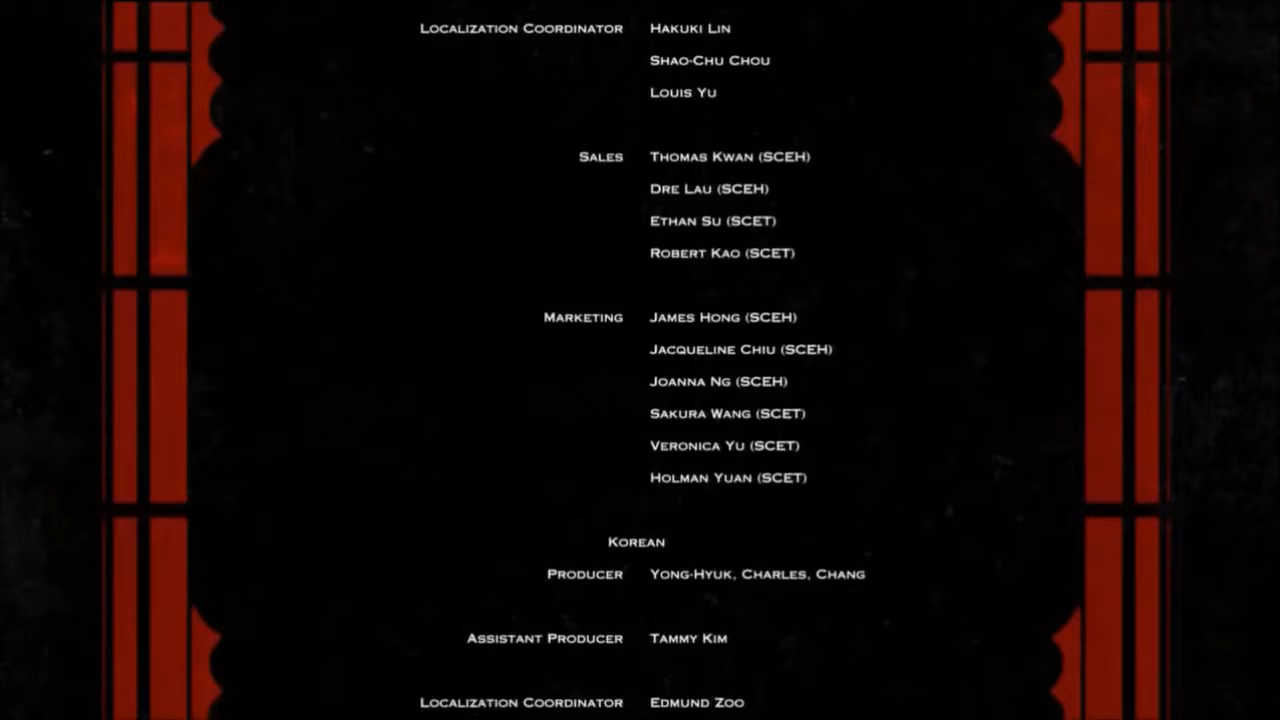 Localization Coordinator Hakuki Lin
Shao-Chu Chou
Louis Yu
Sales Thomas Kwan (SCEH)
Dre Lau (SCEH)
Ethan Su (SCET)
Robert Kao (SCET)
Marketing James Hong (SCEH)
Jacqueline Chiu (SCEH)
Joanna Ng (SCEH)
Sakura Wang (SCET)
Veronica Yu (SCET)
Holman Yuan (SCET)
Korean
Producer Yong-Hyuk, Charles, Chang
Assistant Producer Tammy Kim
Localization Coordinator Edmund Zoo